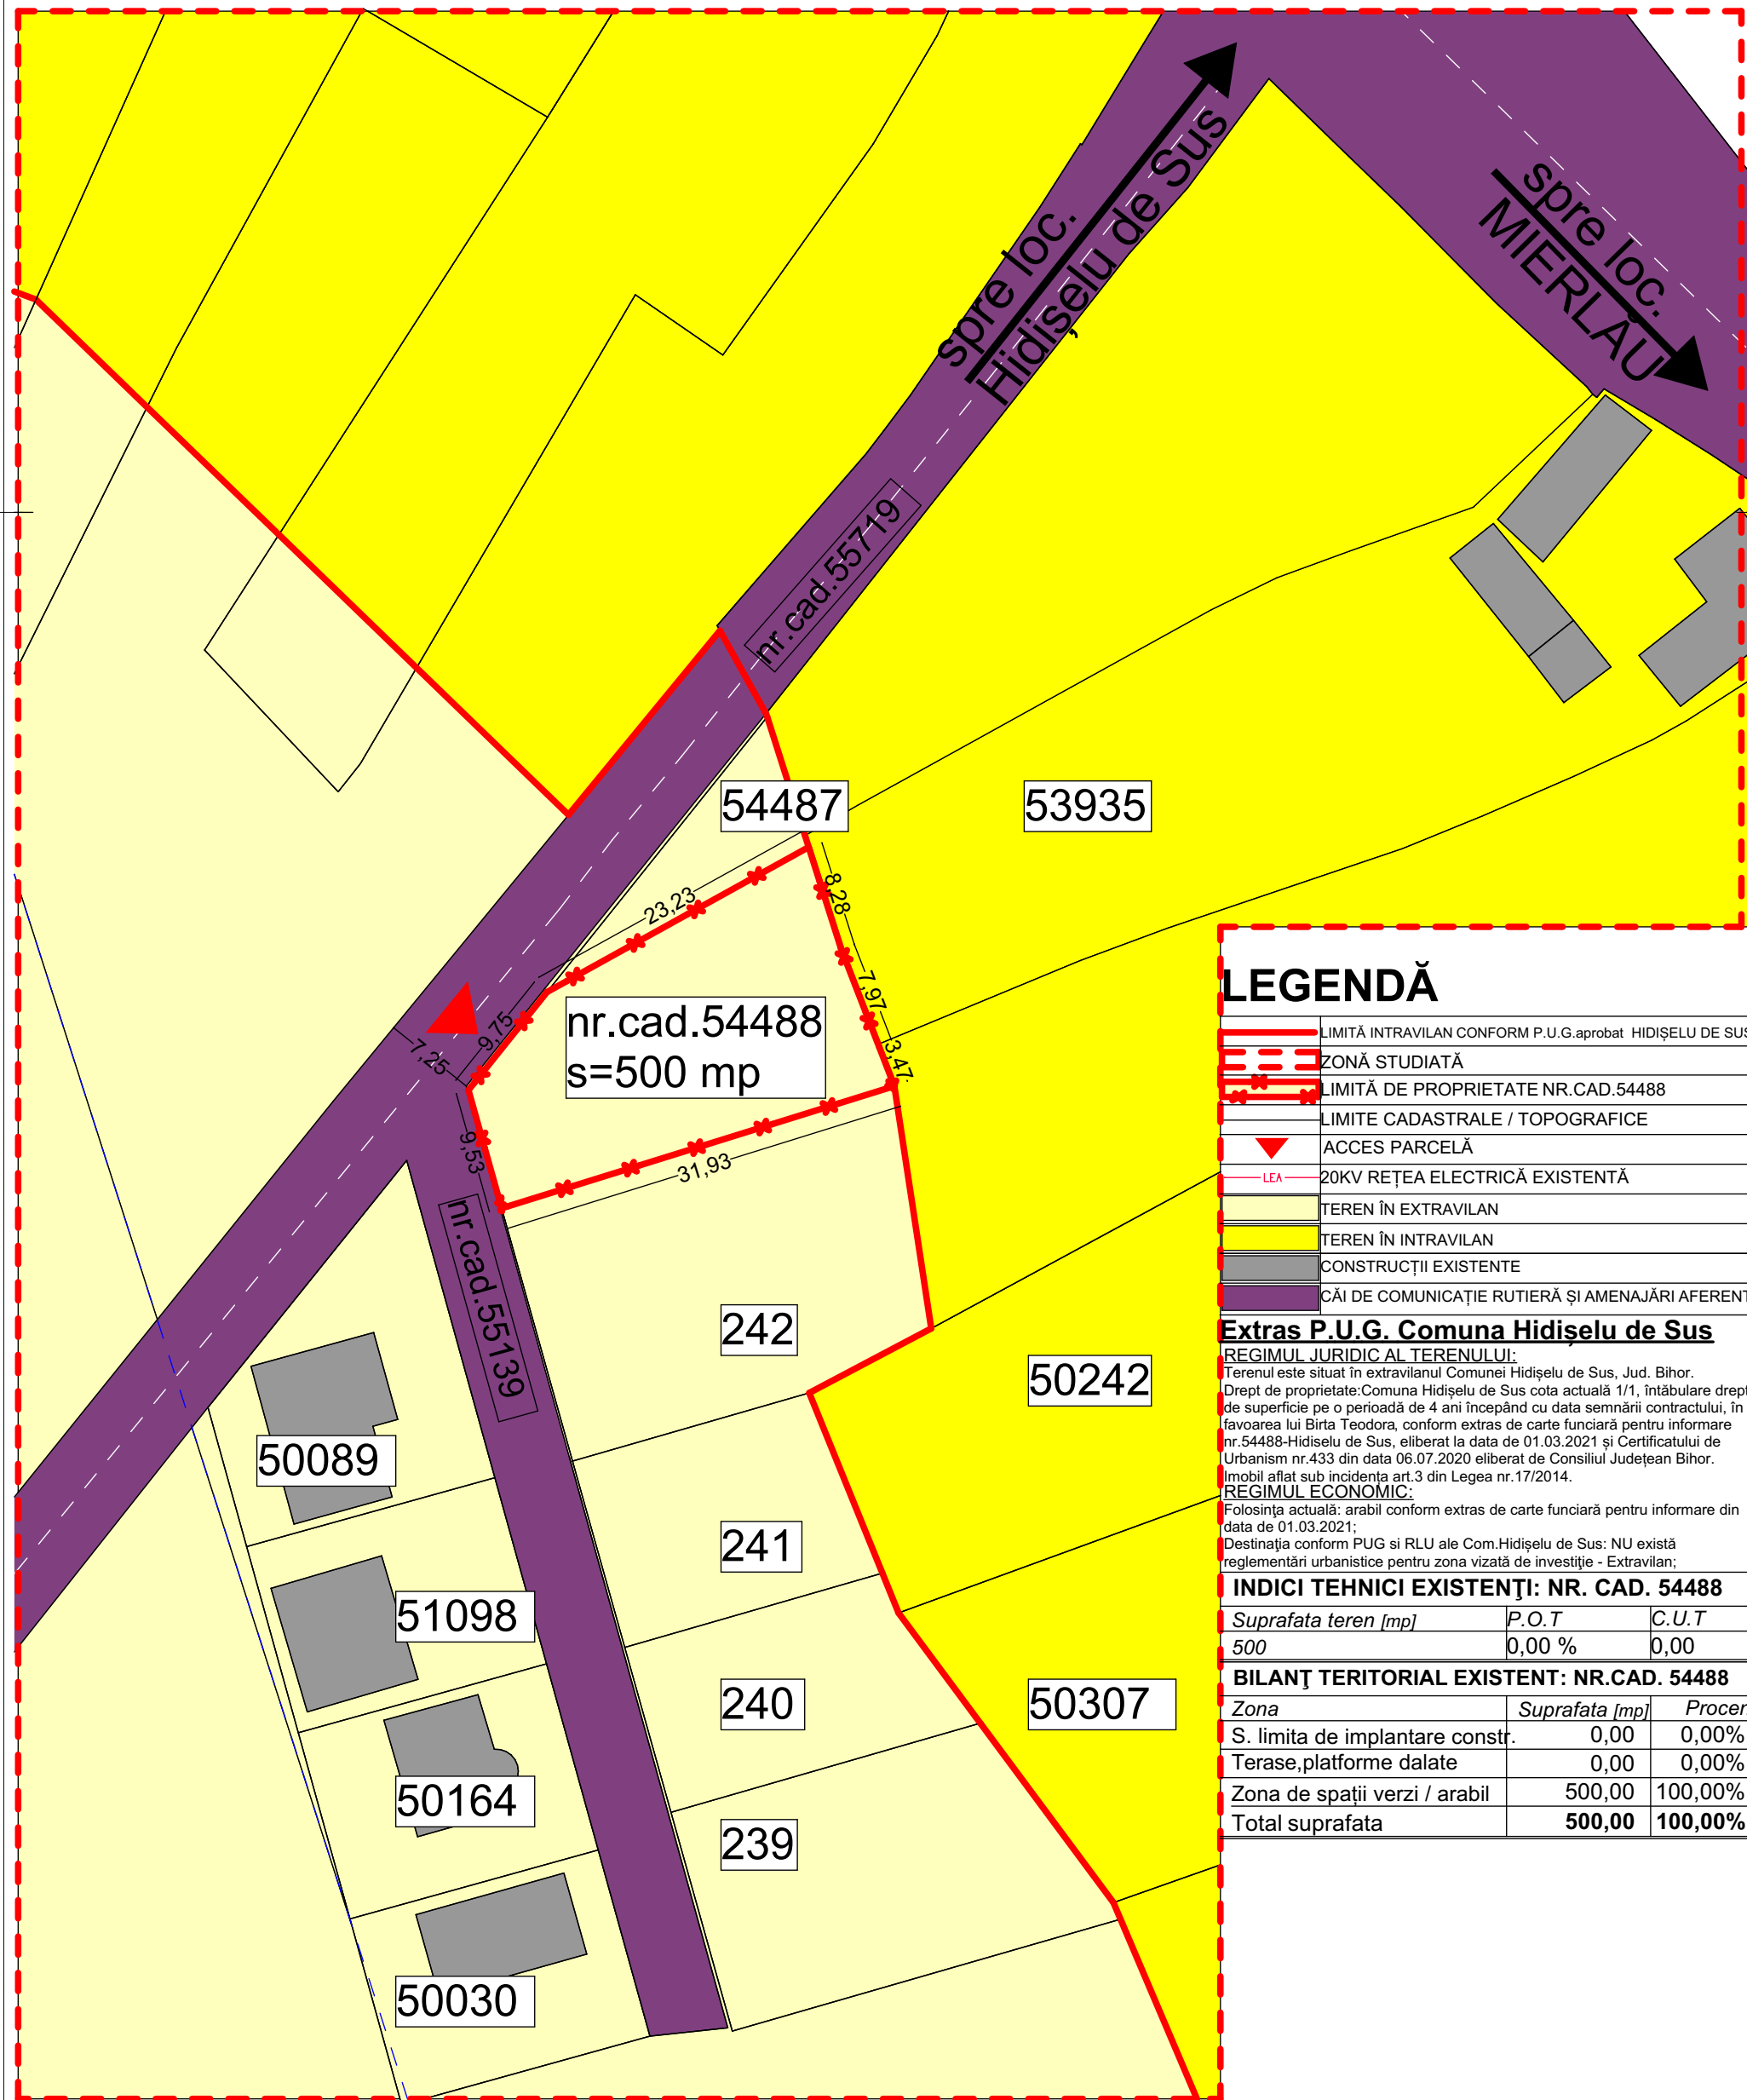 spre loc.
Hidișelu de Sus
spre loc.
MIERLĂU
nr.cad.55719
54487
53935
23,23
8,28
7,97
3,47
9,75
7,25
nr.cad.54488
s=500 mp
9,53
31,93
nr.cad.55139
242
50242
50089
241
51098
240
50307
50164
239
50030
LEGENDĂ
LIMITĂ INTRAVILAN CONFORM P.U.G.aprobat HIDIȘELU DE SUS
ZONĂ STUDIATĂ
LIMITĂ DE PROPRIETATE NR.CAD.54488
LIMITE CADASTRALE / TOPOGRAFICE
ACCES PARCELĂ
LEA 20KV REȚEA ELECTRICĂ EXISTENTĂ
TEREN ÎN EXTRAVILAN
TEREN ÎN INTRAVILAN
CONSTRUCȚII EXISTENTE
CĂI DE COMUNICAȚIE RUTIERĂ ȘI AMENAJĂRI AFERENT
Extras P.U.G. Comuna Hidișelu de Sus
REGIMUL JURIDIC AL TERENULUI:
Terenul este situat în extravilanul Comunei Hidișelu de Sus, Jud. Bihor.
Drept de proprietate:Comuna Hidișelu de Sus cota actuală 1/1, întăbulare drept
de superficie pe o perioadă de 4 ani începând cu data semnării contractului, în
favoarea lui Birta Teodora, conform extras de carte funciară pentru informare
nr.54488-Hidiselu de Sus, eliberat la data de 01.03.2021 și Certificatului de
Urbanism nr.433 din data 06.07.2020 eliberat de Consiliul Județean Bihor.
Imobil aflat sub incidența art.3 din Legea nr.17/2014.
REGIMUL ECONOMIC:
Folosința actuală: arabil conform extras de carte funciară pentru informare din
data de 01.03.2021;
Destinaţia conform PUG si RLU ale Com.Hidișelu de Sus: NU există
reglementări urbanistice pentru zona vizată de investiţie - Extravilan;
INDICI TEHNICI EXISTENŢI: NR. CAD. 54488
Suprafata teren [mp] P.O.T C.U.T
500 0,00 % 0,00
BILANŢ TERITORIAL EXISTENT: NR.CAD. 54488
Zona Suprafata [mp] Procen
S. limita de implantare constr. 0,00 0,00%
Terase,platforme dalate 0,00 0,00%
Zona de spații verzi / arabil 500,00 100,00%
Total suprafata 500,00 100,00%